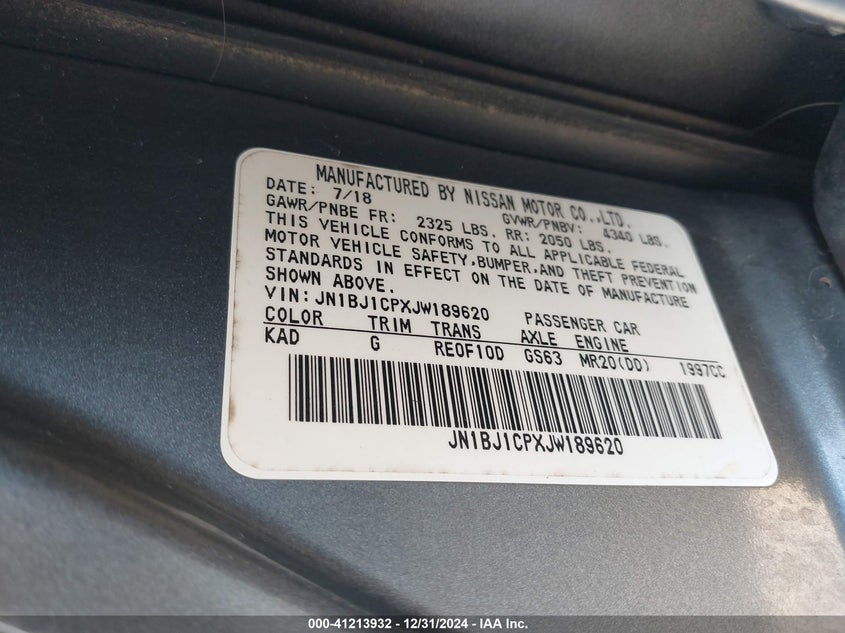 MANUFACTURED BY NISSAN MOTOR CO.,LTD.
DATE: 7/18 GVWR/PNBV: 4340 LBS.
GAWR/PNBE FR: 2325 LBS. RR: 2050 LBS.
THIS VEHICLE CONFORMS TO ALL APPLICABLE FEDERAL
MOTOR VEHICLE SAFETY,BUMPER,AND THEFT PREVENTION
STANDARDS IN EFFECT ON THE DATE OF MANUFACTURE
SHOWN ABOVE.
VIN:JN1BJ1CPXJW189620 PASSENGER CAR
COLOR TRIM TRANS AXLE ENGINE
KAD G RE0F10D GS63 MR20(DD) 1997CC
JN1BJ1CPXJW189620
000-41213932 - 12/31/2024 - IAA Inc.